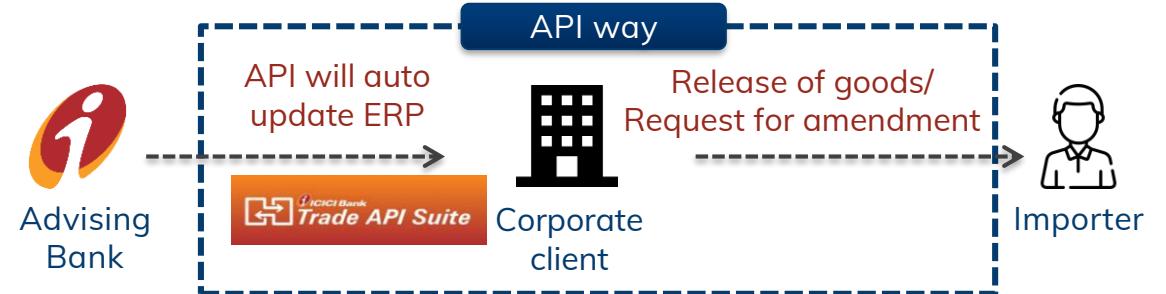 API way
API will auto
update ERP
Release of goods/
Request for amendment
ICICI Bank
Trade API Suite
Advising
Bank
Corporate
client
Importer